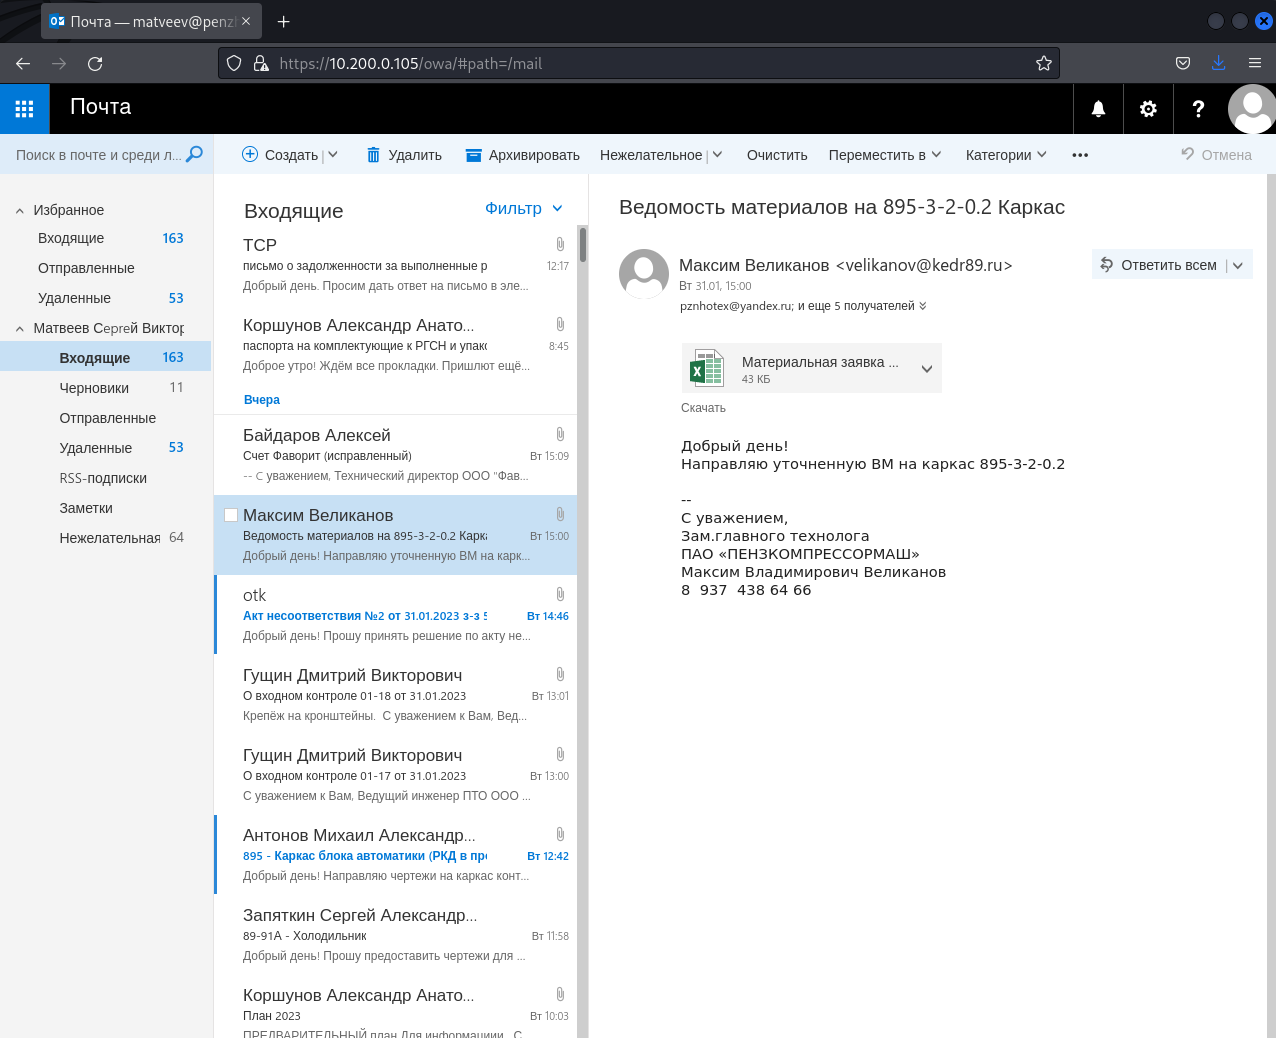 Почта — matveev@penz
https://10.200.0.105/owa/#path=/mail
Почта
Поиск в почте и среди л...
Создать
Удалить
Архивировать
Нежелательное
Очистить
Переместить в
Категории
Отмена
Избранное
Входящие 163
Отправленные
Удаленные 53
Матвеев Сергей Виктор
Входящие 163
Черновики 11
Отправленные
Удаленные 53
RSS-подписки
Заметки
Нежелательная 64
Входящие
Фильтр
ТСР
письмо о задолженности за выполненные р 12:17
Добрый день. Просим дать ответ на письмо в эле...
Коршунов Александр Анато...
паспорта на комплектующие к РГСН и упако 8:45
Доброе утро! Ждём все прокладки. Пришлют ещё...
Вчера
Байдаров Алексей
Счет Фаворит (исправленный) Вт 15:09
-- С уважением, Технический директор ООО "Фав...
Максим Великанов
Ведомость материалов на 895-3-2-0.2 Карка Вт 15:00
Добрый день! Направляю уточненную ВМ на карк...
otk
Акт несоответствия №2 от 31.01.2023 з-з 5 Вт 14:46
Добрый день! Прошу принять решение по акту не...
Гущин Дмитрий Викторович
О входном контроле 01-18 от 31.01.2023 Вт 13:01
Крепёж на кронштейны. С уважением к Вам, Вед...
Гущин Дмитрий Викторович
О входном контроле 01-17 от 31.01.2023 Вт 13:00
С уважением к Вам, Ведущий инженер ПТО ООО ...
Антонов Михаил Александр...
895 - Каркас блока автоматики (РКД в про Вт 12:42
Добрый день! Направляю чертежи на каркас конт...
Запяткин Сергей Александр...
89-91А - Холодильник Вт 11:58
Добрый день! Прошу предоставить чертежи для ...
Коршунов Александр Анато...
План 2023 Вт 10:03
ПРЕДВАРИТЕЛЬНЫЙ план Для информациии. С
Ведомость материалов на 895-3-2-0.2 Каркас
Максим Великанов <velikanov@kedr89.ru>
Ответить всем
Вт 31.01, 15:00
pznhotex@yandex.ru; и еще 5 получателей
Материальная заявка ...
43 КБ
Скачать
Добрый день!
Направляю уточненную ВМ на каркас 895-3-2-0.2
--
С уважением,
Зам.главного технолога
ПАО «ПЕНЗКОМПРЕССОРМАШ»
Максим Владимирович Великанов
8 937 438 64 66